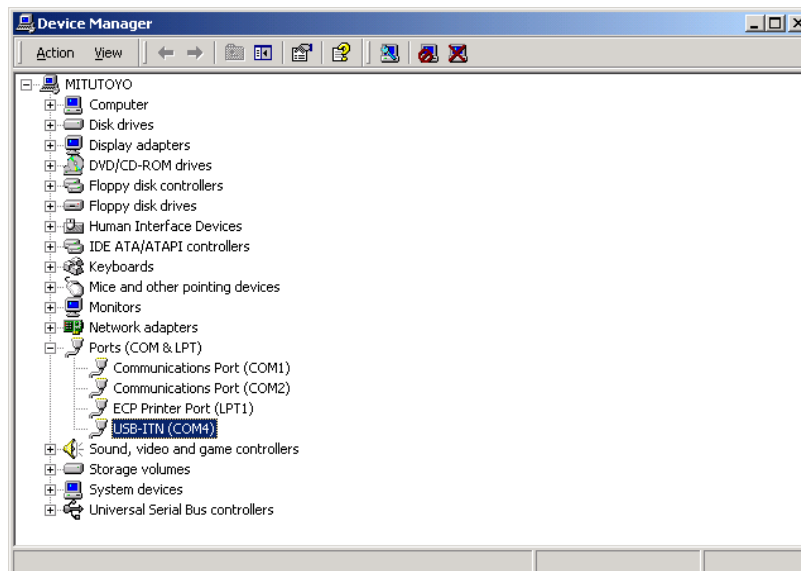 Device Manager
Action View
MITUTOYO
Computer
Disk drives
Display adapters
DVD/CD-ROM drives
Floppy disk controllers
Floppy disk drives
Human Interface Devices
IDE ATA/ATAPI controllers
Keyboards
Mice and other pointing devices
Monitors
Network adapters
Ports (COM & LPT)
Communications Port (COM1)
Communications Port (COM2)
ECP Printer Port (LPT1)
USB-ITN (COM4)
Sound, video and game controllers
Storage volumes
System devices
Universal Serial Bus controllers